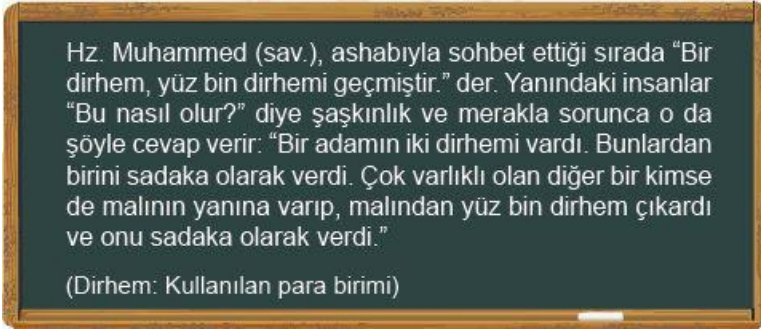 Hz. Muhammed (sav.), ashabıyla sohbet ettiği sırada “Bir
dirhem, yüz bin dirhemi geçmiştir.” der. Yanındaki insanlar
“Bu nasıl olur?” diye şaşkınlık ve merakla sorunca o da
şöyle cevap verir: “Bir adamın iki dirhemi vardı. Bunlardan
birini sadaka olarak verdi. Çok varlıklı olan diğer bir kimse
de malının yanına varıp, malından yüz bin dirhem çıkardı
ve onu sadaka olarak verdi.”
(Dirhem: Kullanılan para birimi)